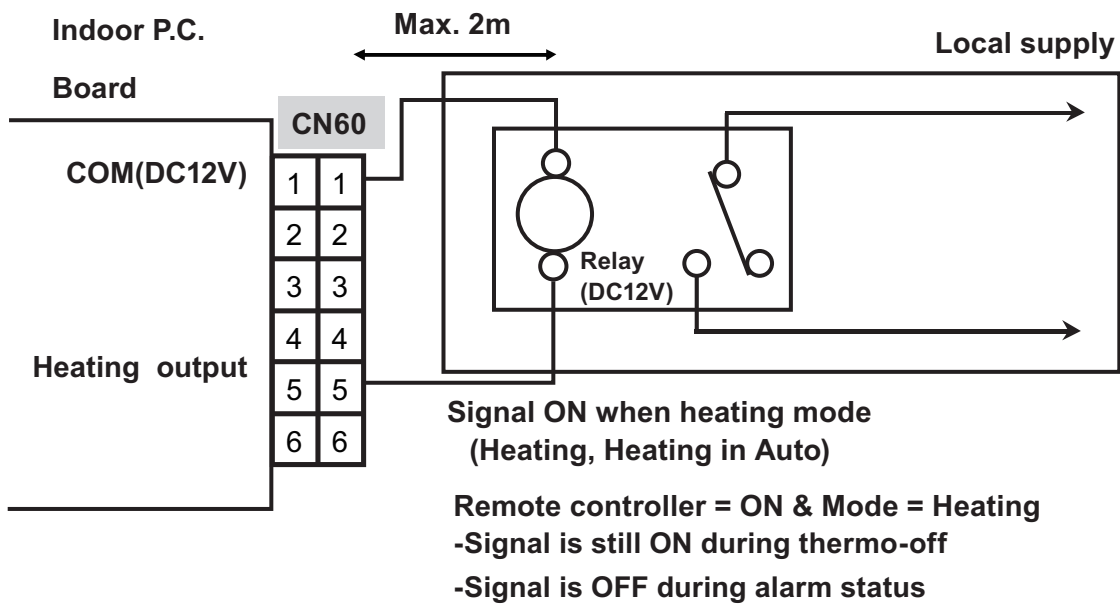 Indoor P.C.
Board
Max. 2m
Local supply
CN60
COM(DC12V)
1 1
2 2
3 3
4 4
Heating output
5 5
6 6
Relay
(DC12V)
Signal ON when heating mode
(Heating, Heating in Auto)
Remote controller = ON & Mode = Heating
-Signal is still ON during thermo-off
-Signal is OFF during alarm status